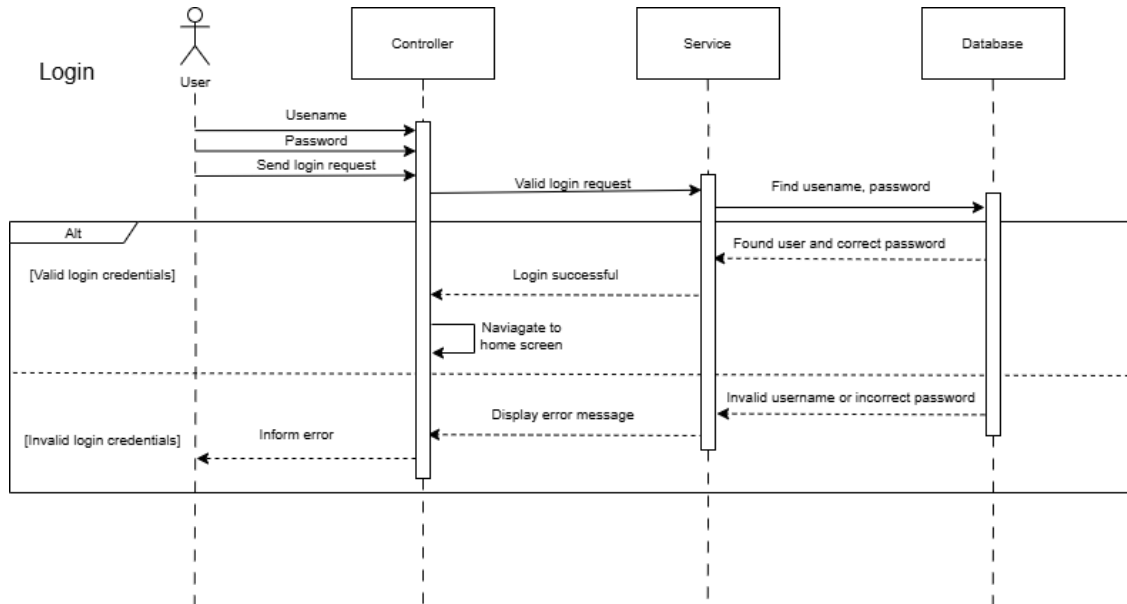 Login
User
Controller
Service
Database
Usename
Password
Send login request
Valid login request
Find usename, password
Alt
[Valid login credentials]
Found user and correct password
Login successful
Naviagate to
home screen
Invalid username or incorrect password
Display error message
[Invalid login credentials]
Inform error